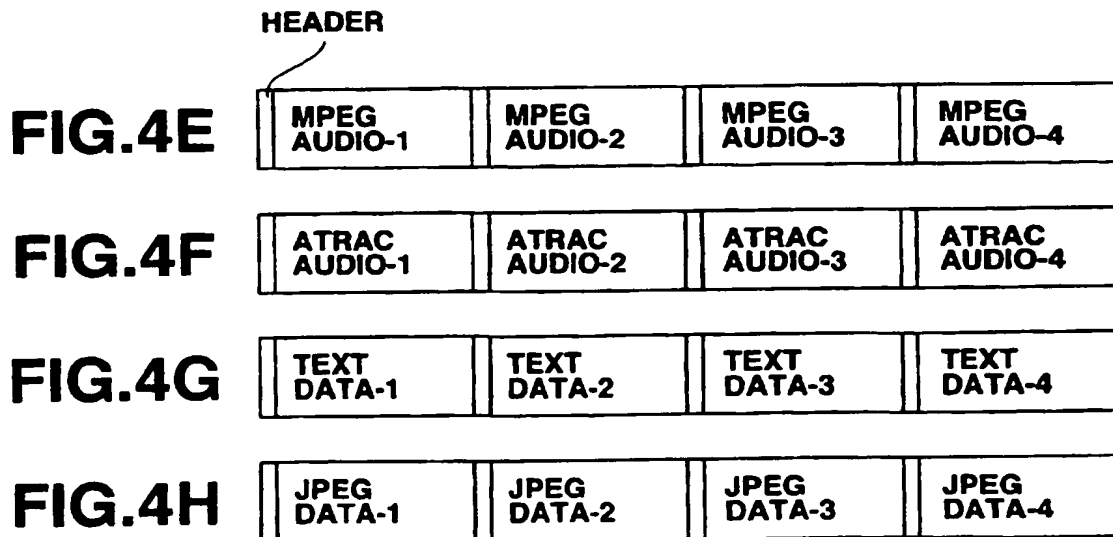 HEADER
FIG.4E
MPEG AUDIO-1
MPEG AUDIO-2
MPEG AUDIO-3
MPEG AUDIO-4
FIG.4F
ATRAC AUDIO-1
ATRAC AUDIO-2
ATRAC AUDIO-3
ATRAC AUDIO-4
FIG.4G
TEXT DATA-1
TEXT DATA-2
TEXT DATA-3
TEXT DATA-4
FIG.4H
JPEG DATA-1
JPEG DATA-2
JPEG DATA-3
JPEG DATA-4